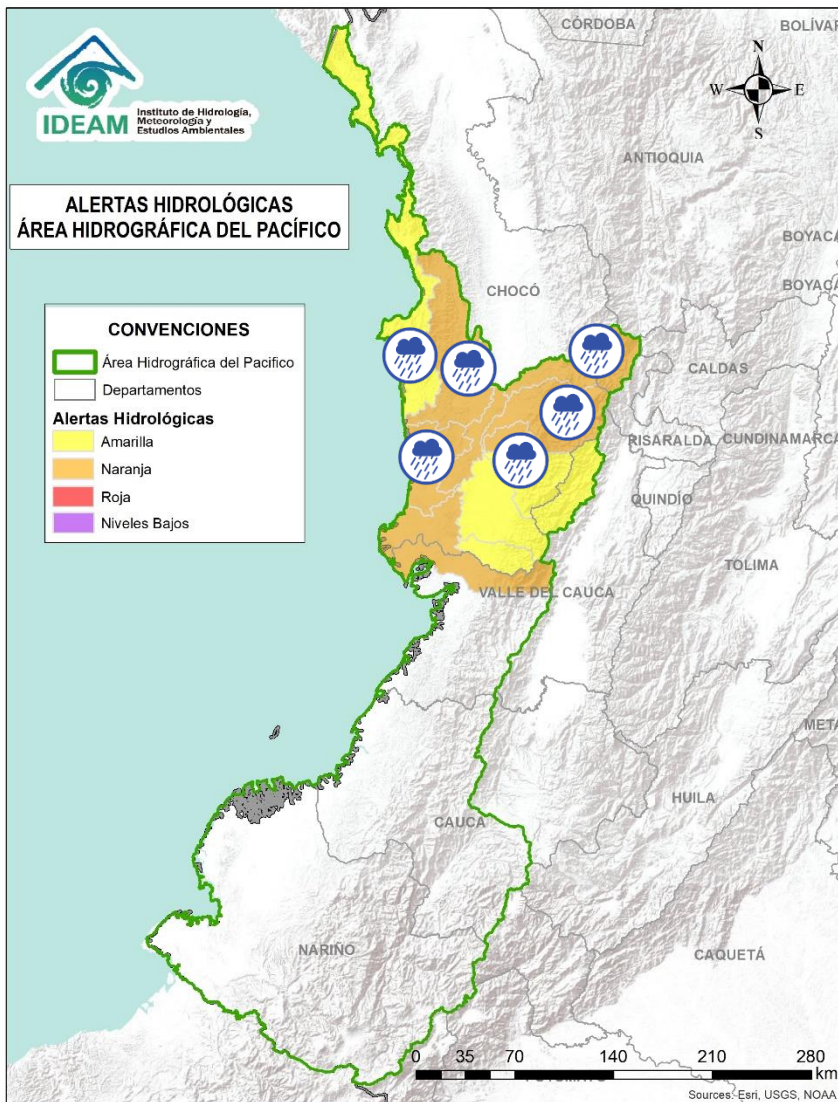 IDEAM
Instituto de Hidrología,
Meteorología y
Estudios Ambientales
ALERTAS HIDROLÓGICAS
ÁREA HIDROGRÁFICA DEL PACÍFICO
CONVENCIONES
Área Hidrográfica del Pacifico
Departamentos
Alertas Hidrológicas
Amarilla
Naranja
Roja
Niveles Bajos
N
W
E
S
CÓRDOBA
BOLÍVAR
ANTIOQUIA
BOYACÁ
BOYACÁ
CHOCÓ
CALDAS
RISARALDA
CUNDINAMARCA
QUINDÍO
TOLIMA
VALLE DEL CAUCA
META
HUILA
CAUCA
NARIÑO
CAQUETÁ
0 35 70 140 210 280
km
Sources: Esri, USGS, NOAA